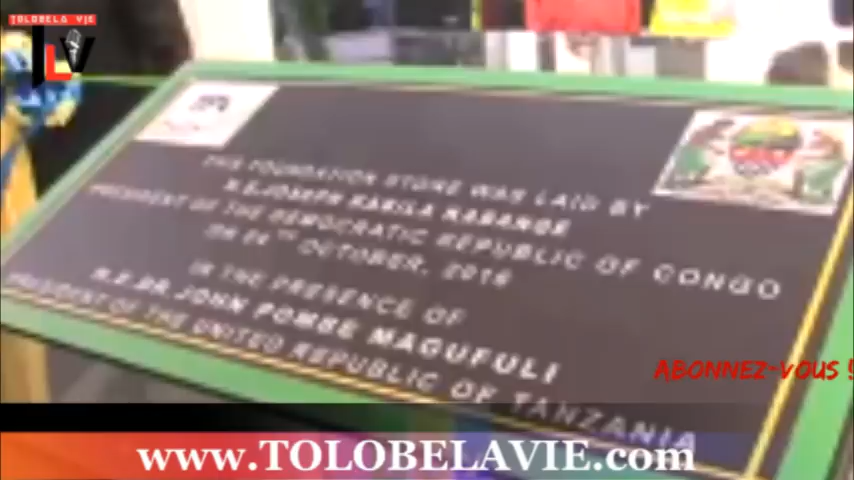 TOLOBELA VIE
LV
THIS FOUNDATION STONE WAS LAID BY
H.E.JOSEPH KABILA KABANGE
PRESIDENT OF THE DEMOCRATIC REPUBLIC OF CONGO
ON 04TH OCTOBER, 2016
IN THE PRESENCE OF
H.E.DR.JOHN POMBE MAGUFULI
PRESIDENT OF THE UNITED REPUBLIC OF TANZANIA
ABONNEZ-VOUS !
www.TOLOBELAVIE.com